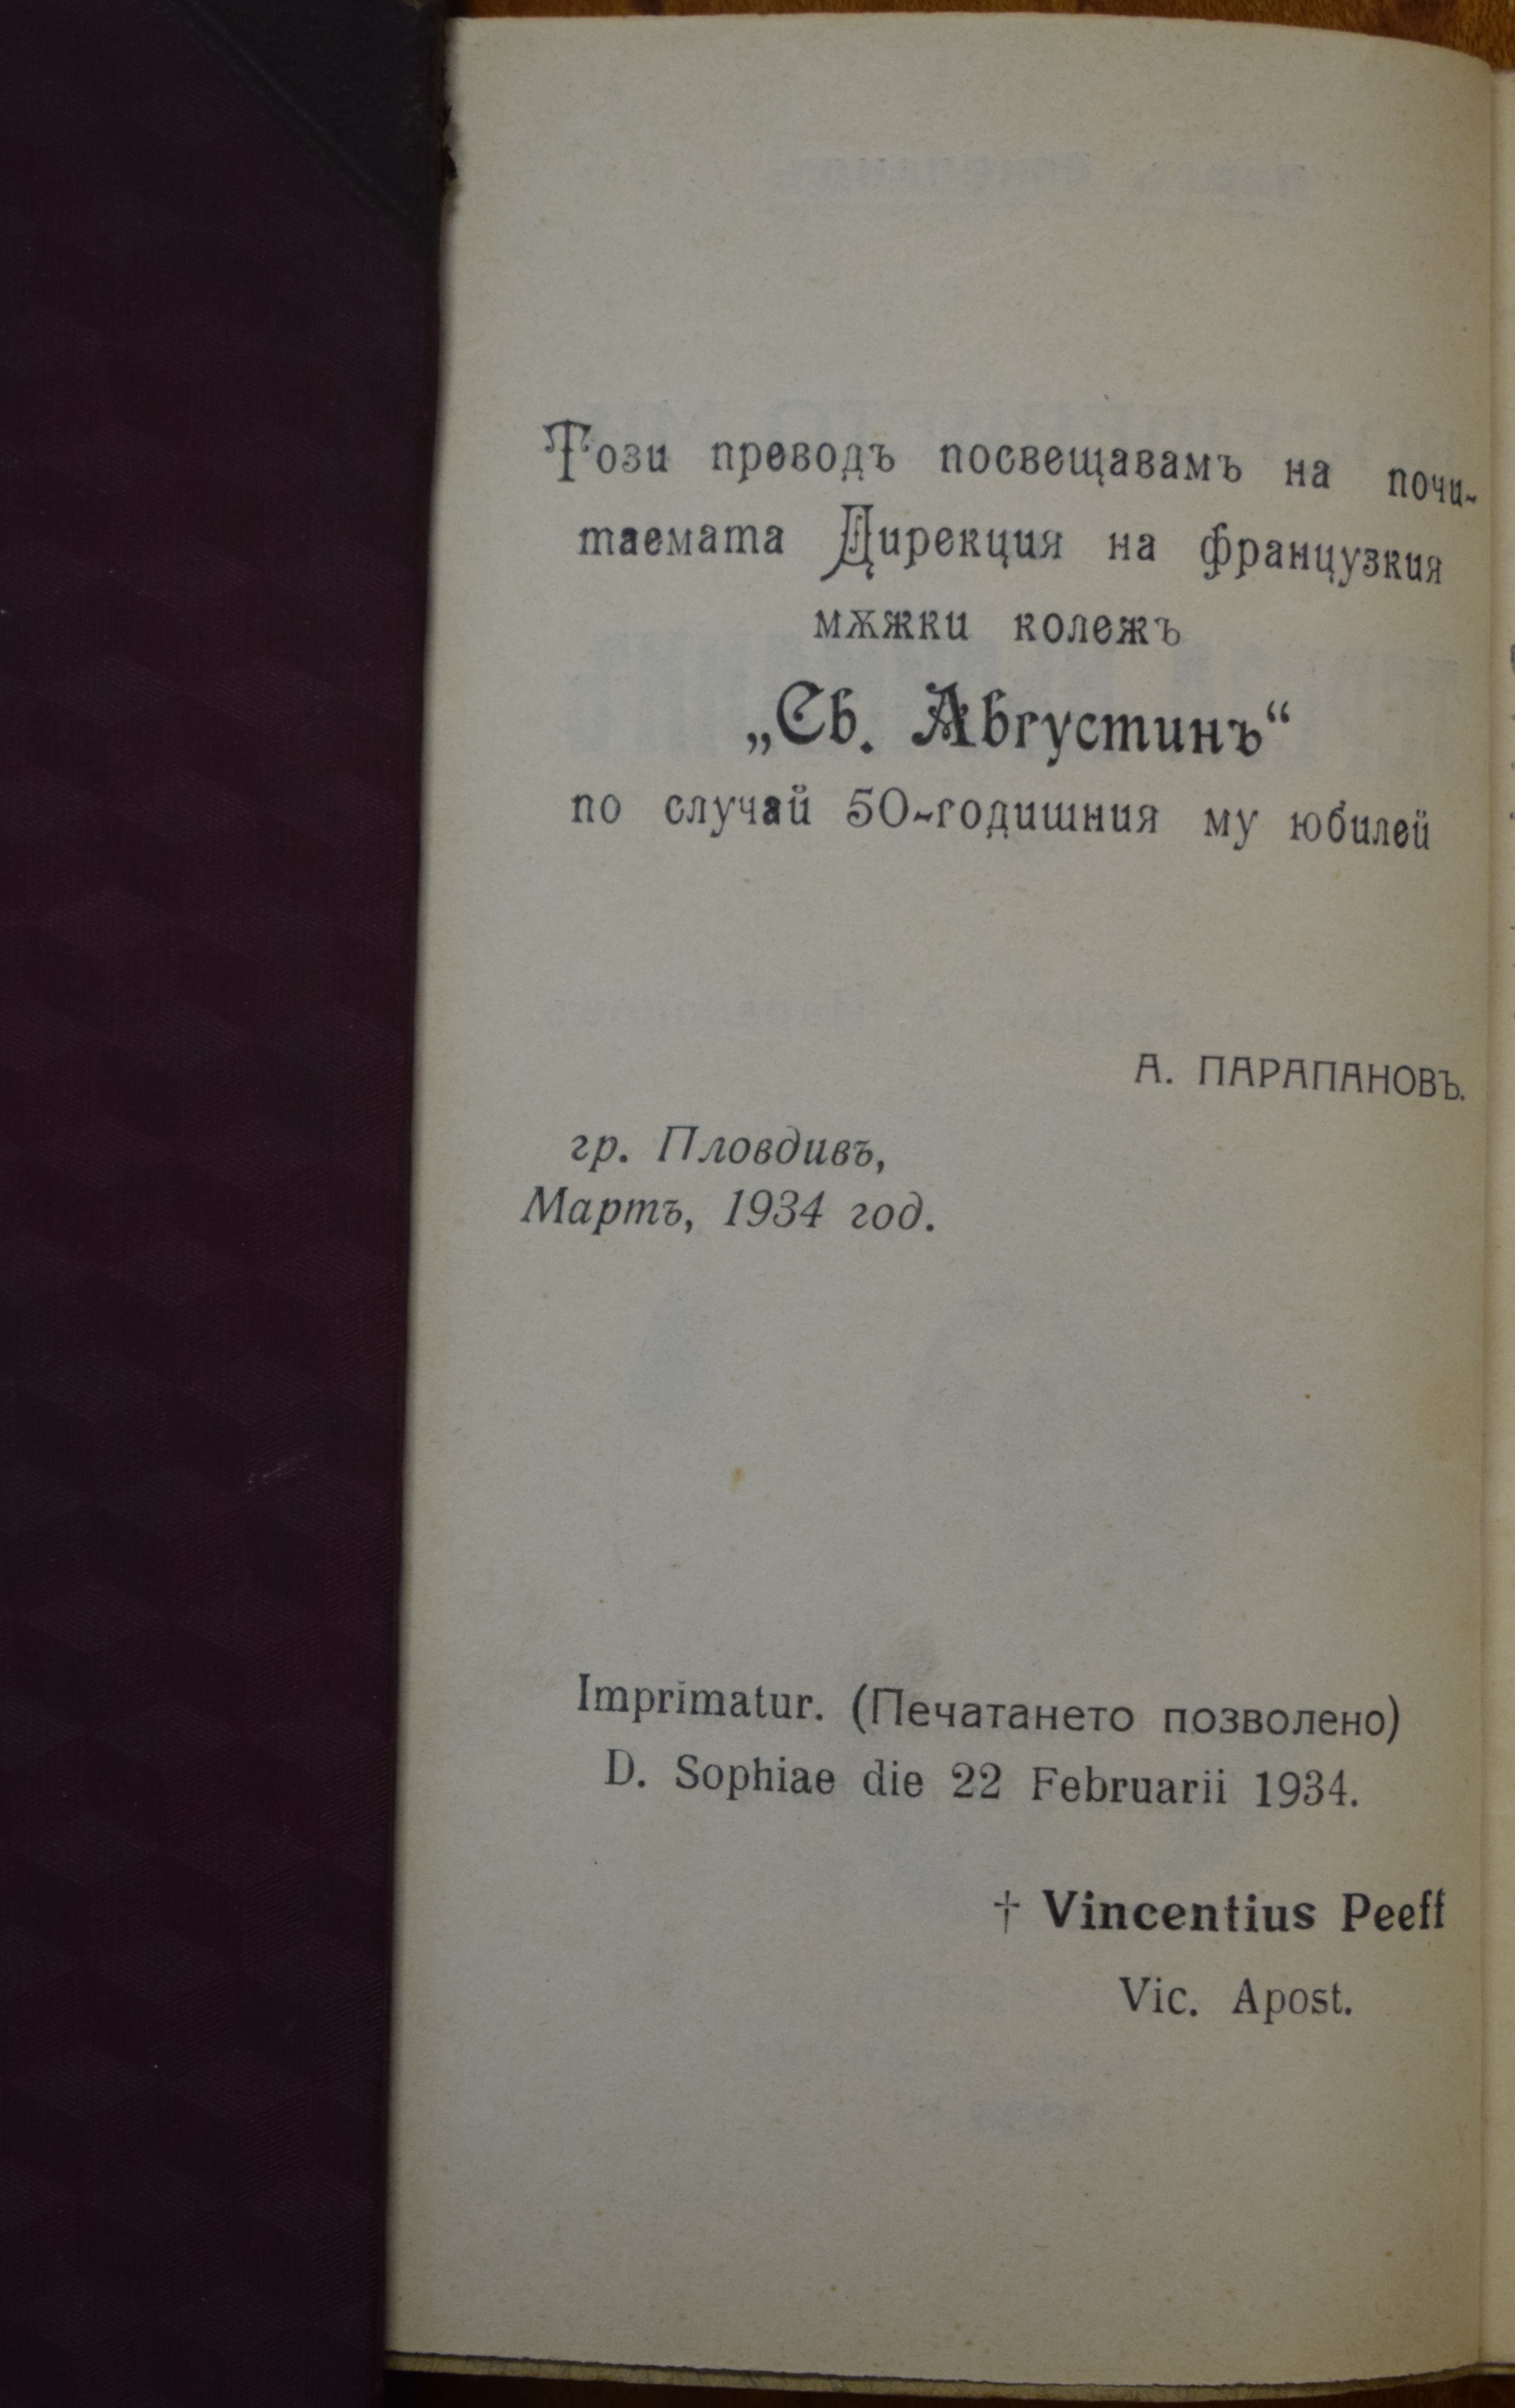 Този преводъ посвещавамъ на почи-
таемата Дирекция на французкия
мѫжки колежъ
„Св. Августинъ“
по случай 50-годишния му юбилей
А. ПАРАПАНОВЪ.
гр. Пловдивъ,
Мартъ, 1934 год.
Imprimatur. (Печатането позволено)
D. Sophiae die 22 Februarii 1934.
† Vincentius Peeff
Vic. Apost.